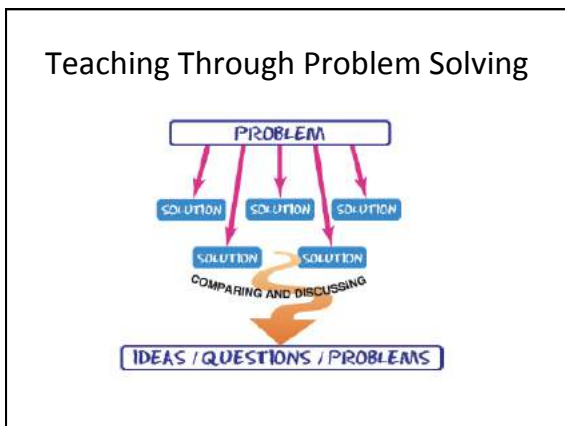 Teaching Through Problem Solving
PROBLEM
SOLUTION SOLUTION SOLUTION
SOLUTION SOLUTION
COMPARING AND DISCUSSING
IDEAS / QUESTIONS / PROBLEMS